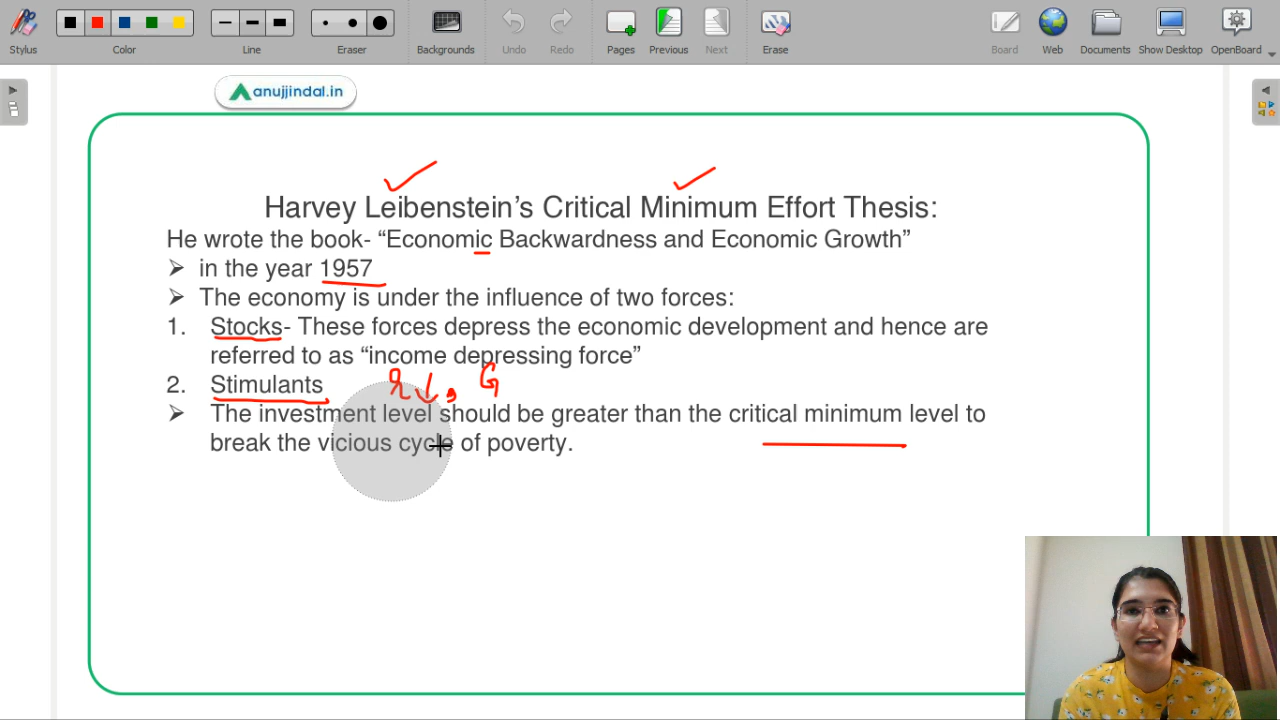 Stylus
Color
Line
Eraser
Backgrounds
Undo
Redo
Pages
Previous
Next
Erase
Board
Web
Documents
Show Desktop
OpenBoard
anujjindal.in
Harvey Leibenstein's Critical Minimum Effort Thesis:
He wrote the book- “Economic Backwardness and Economic Growth”
➢ in the year 1957
➢ The economy is under the influence of two forces:
1. Stocks- These forces depress the economic development and hence are
referred to as “income depressing force”
2. Stimulants
➢ The investment level should be greater than the critical minimum level to
break the vicious cycle of poverty.